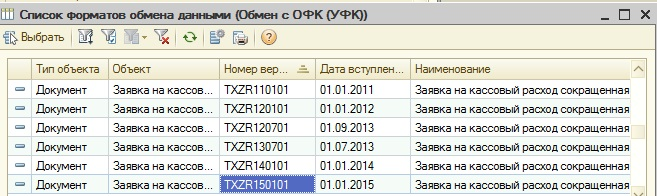 Список форматов обмена данными (Обмен с ОФК (УФК))
Выбрать
Тип объекта Объект Номер вер... Дата вступлен... Наименование
Документ Заявка на кассов... TXZR110101 01.01.2011 Заявка на кассовый расход сокращенная
Документ Заявка на кассов... TXZR120101 01.01.2012 Заявка на кассовый расход сокращенная
Документ Заявка на кассов... TXZR120701 01.09.2013 Заявка на кассовый расход сокращенная
Документ Заявка на кассов... TXZR130701 01.07.2013 Заявка на кассовый расход сокращенная
Документ Заявка на кассов... TXZR140101 01.01.2014 Заявка на кассовый расход сокращенная
Документ Заявка на кассов... TXZR150101 01.01.2015 Заявка на кассовый расход сокращенная